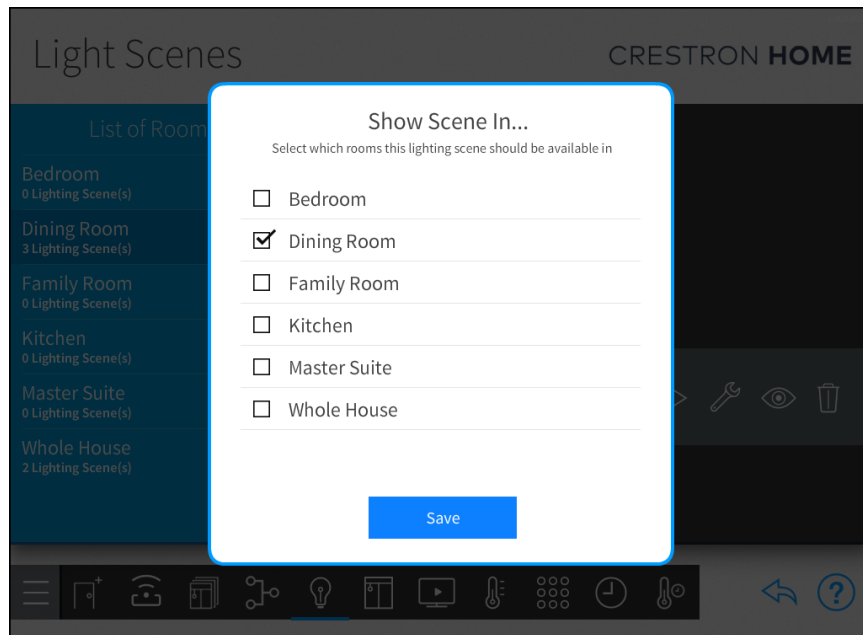 Light Scenes
CRESTRON HOME
List of Room
Bedroom
0 Lighting Scene(s)
Dining Room
3 Lighting Scene(s)
Family Room
0 Lighting Scene(s)
Kitchen
0 Lighting Scene(s)
Master Suite
0 Lighting Scene(s)
Whole House
2 Lighting Scene(s)
Show Scene In...
Select which rooms this lighting scene should be available in
Bedroom
Dining Room
Family Room
Kitchen
Master Suite
Whole House
Save
?